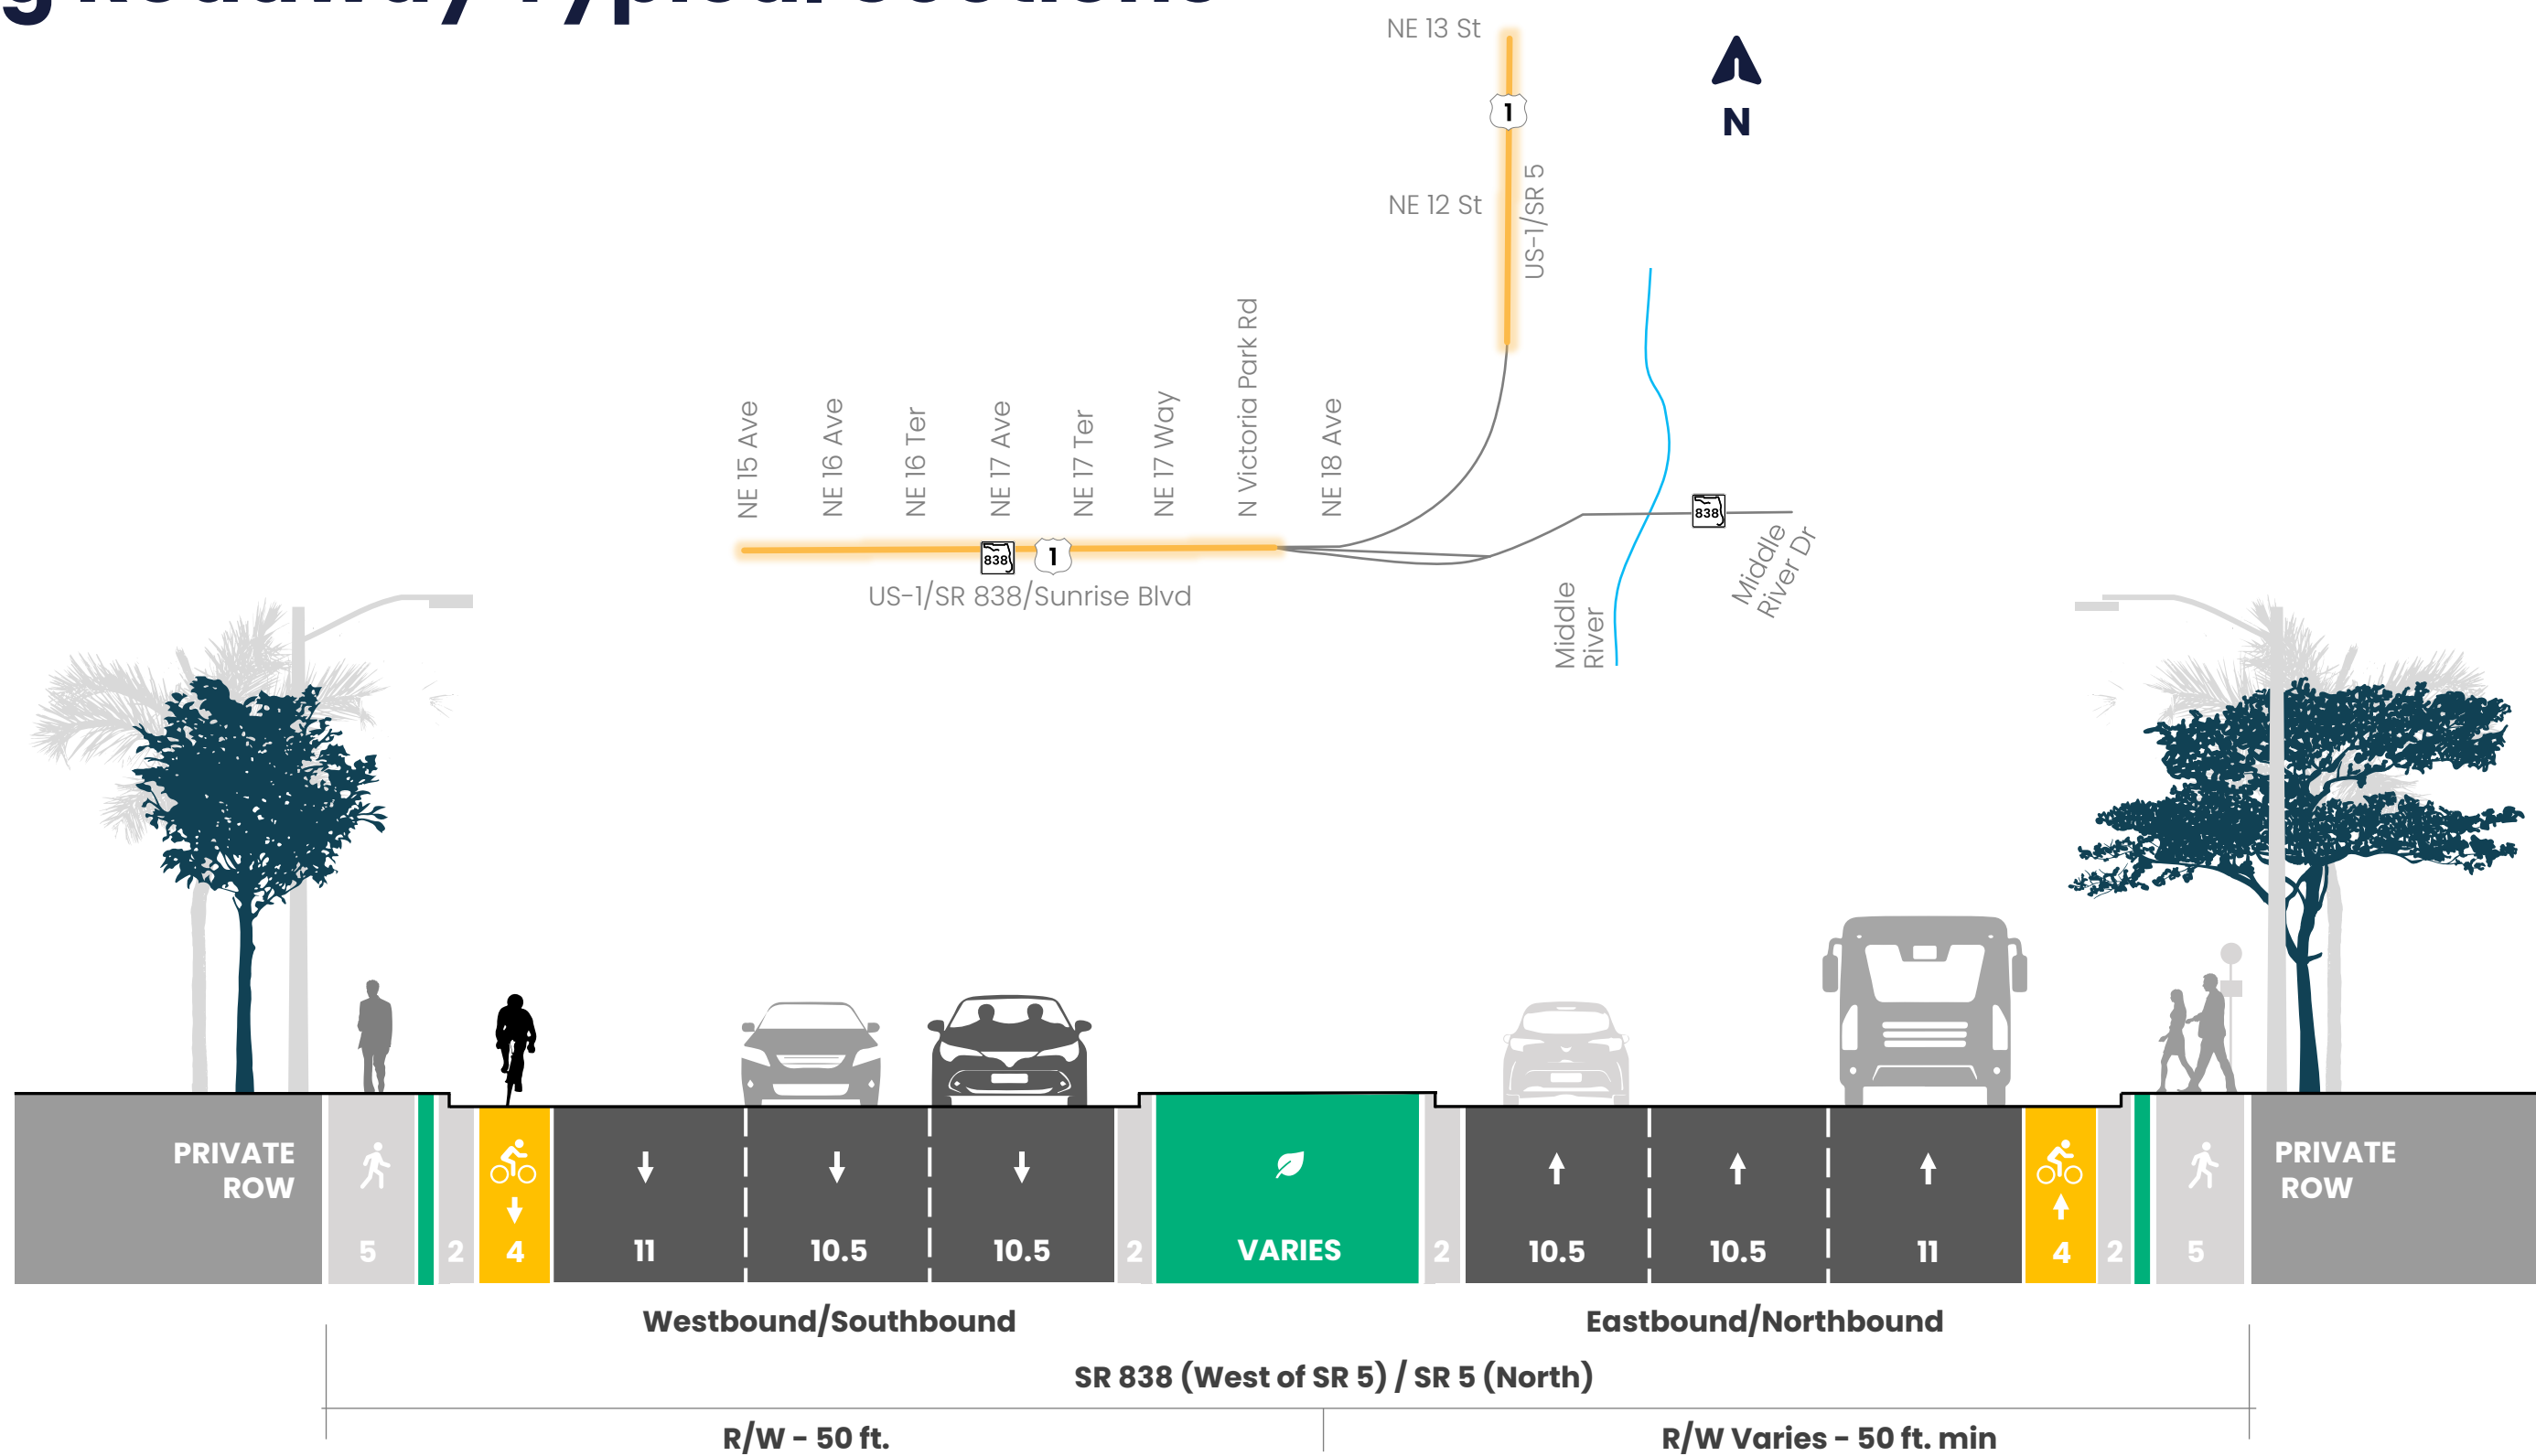 g Roadway Typical Sections
NE 13 St
1
N
NE 12 St
US-1/SR 5
NE 15 Ave
NE 16 Ave
NE 16 Ter
NE 17 Ave
NE 17 Ter
NE 17 Way
N Victoria Park Rd
NE 18 Ave
838
1
US-1/SR 838/Sunrise Blvd
838
Middle
River Dr
Middle
River
PRIVATE
ROW
PRIVATE
ROW
5
2
4
11
10.5
10.5
2
VARIES
2
10.5
10.5
11
4
2
5
Westbound/Southbound
Eastbound/Northbound
SR 838 (West of SR 5) / SR 5 (North)
R/W - 50 ft.
R/W Varies - 50 ft. min